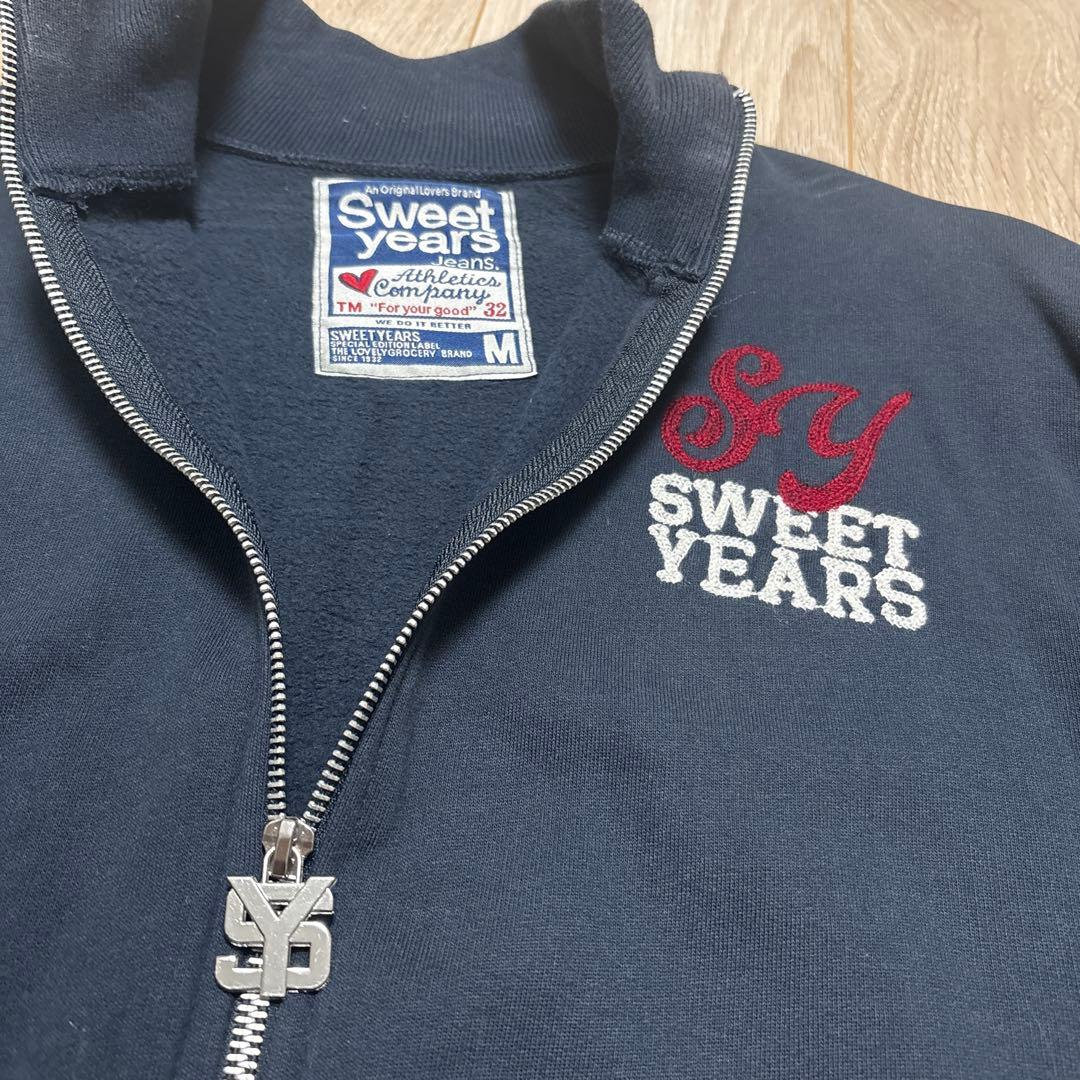 An Original Lovers Brand
Sweet
years
Jeans.
Athletics
Company
TM "For your good" 32
WE DO IT BETTER
SWEETYEARS
SPECIAL EDITION LABEL
THE LOVELYGROCERY BRAND
SINCE 1932
M
SY
SWEET
YEARS
SY